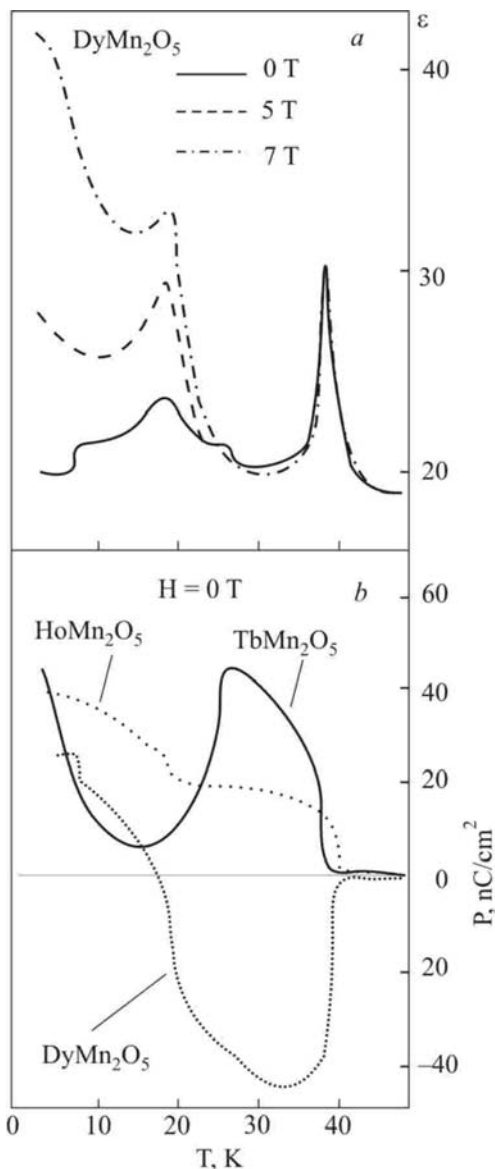 DyMn₂O₅
a
ε
0 T
5 T
7 T
40
30
20
H = 0 T
b
60
HoMn₂O₅
TbMn₂O₅
40
20
0
P, nC/cm²
20
DyMn₂O₅
–40
0 10 20 30 40
T, K